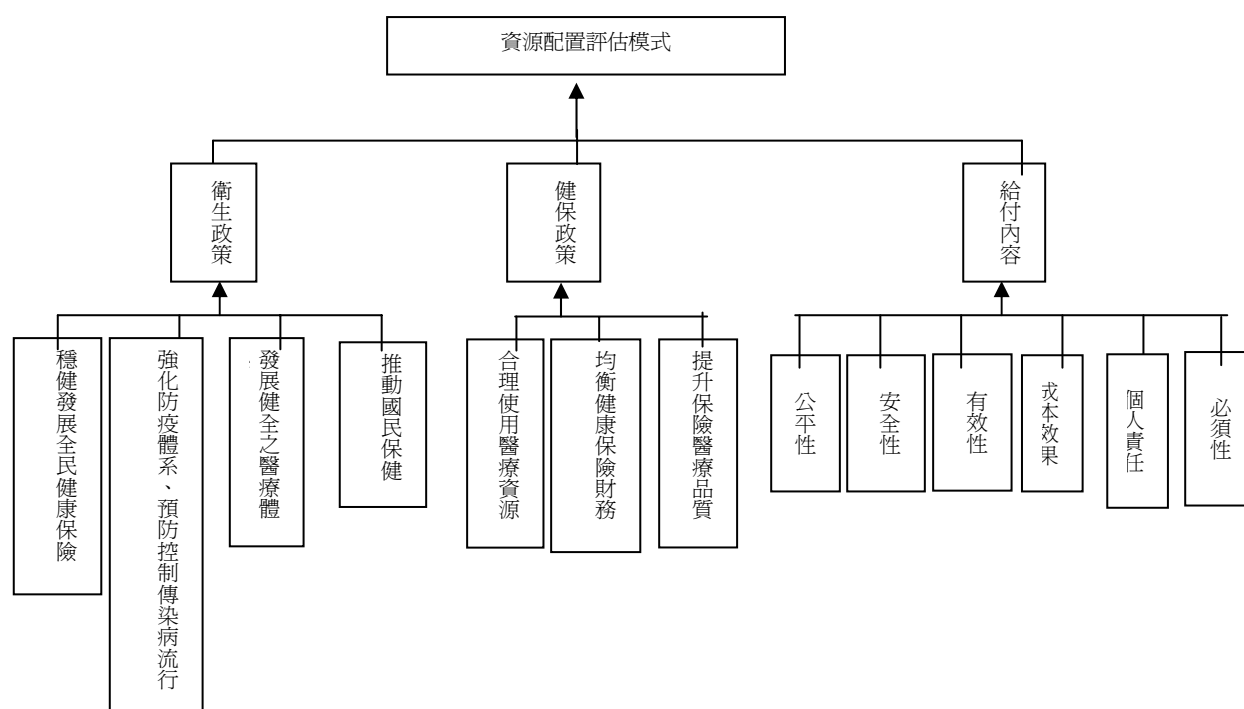 資源配置評估模式
衛生政策
健保政策
給付內容
穩健發展全民健康保險
強化防疫體系、預防控制傳染病流行
發展健全之醫療體
推動國民保健
合理使用醫療資源
均衡健康保險財務
提升保險醫療品質
公平性
安全性
有效性
成本效果
個人責任
必須性